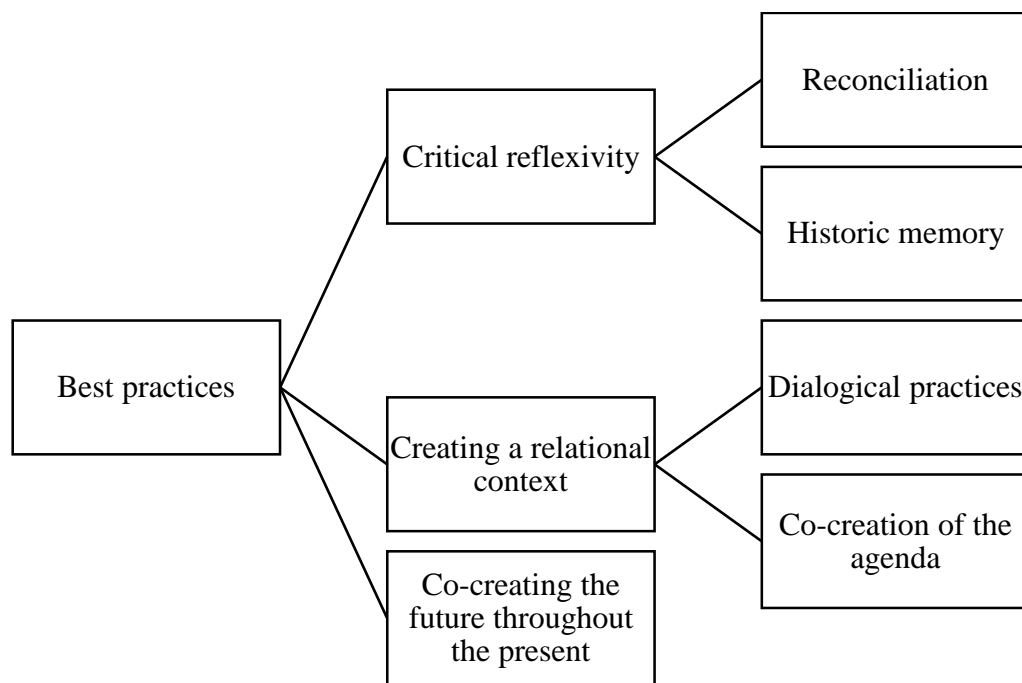 Reconciliation
Critical reflexivity
Historic memory
Best practices
Dialogical practices
Creating a relational
context
Co-creation of the
agenda
Co-creating the
future throughout
the present